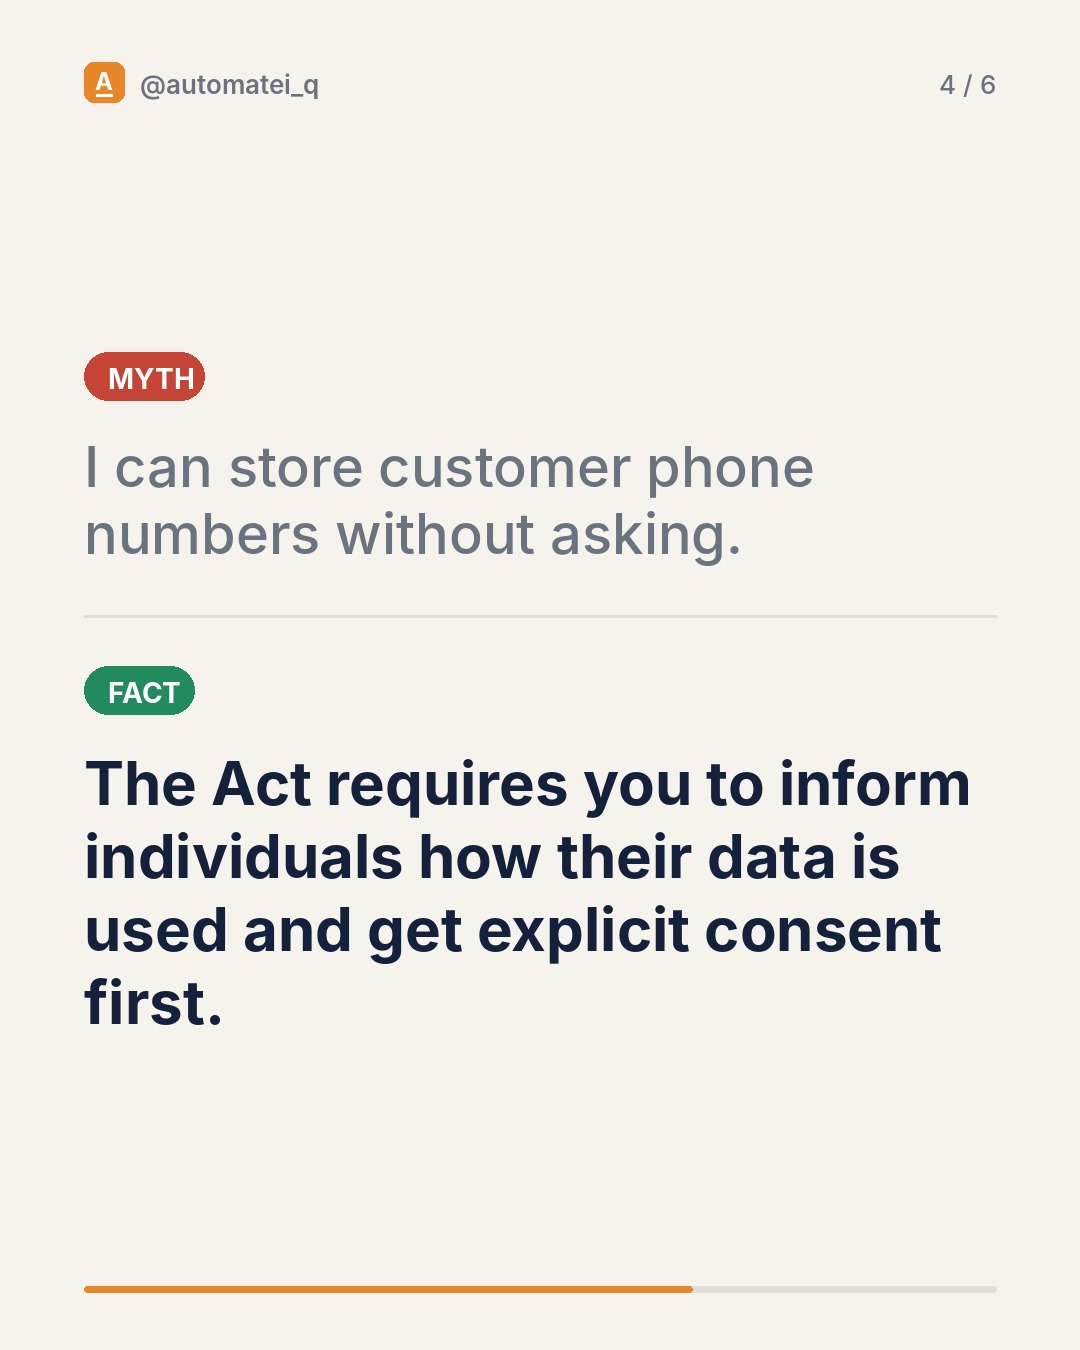 A
@automatei_q
4 / 6
MYTH
I can store customer phone
numbers without asking.
FACT
The Act requires you to inform
individuals how their data is
used and get explicit consent
first.